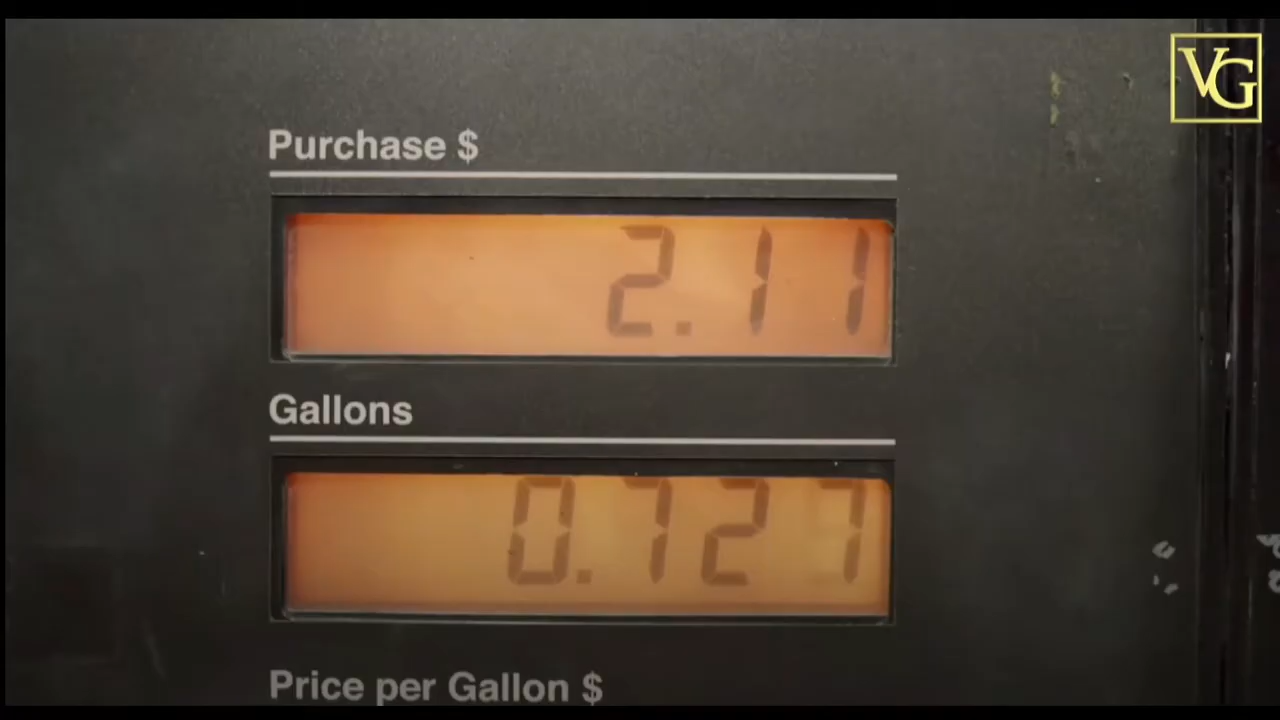 VG
Purchase $
2.11
Gallons
0.727
Price per Gallon $